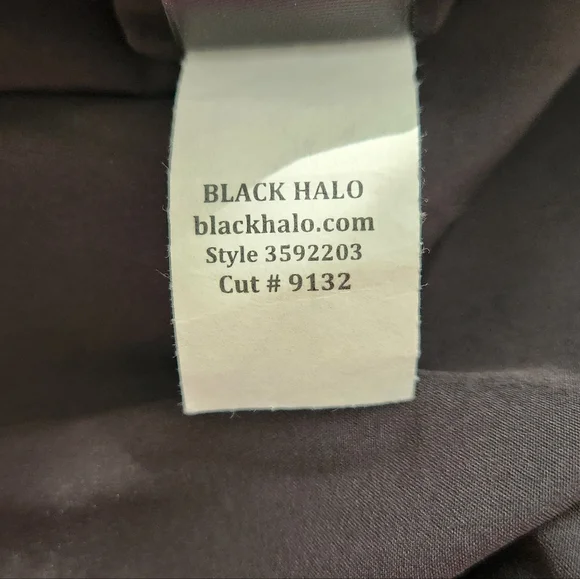 BLACK HALO
blackhalo.com
Style 3592203
Cut # 9132